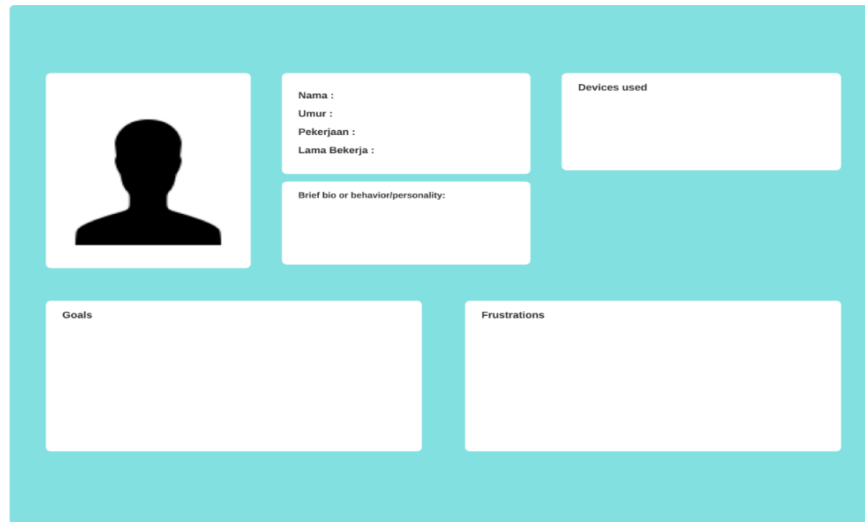 Nama :
Umur :
Pekerjaan :
Lama Bekerja :
Brief bio or behavior/personality:
Devices used
Goals
Frustrations